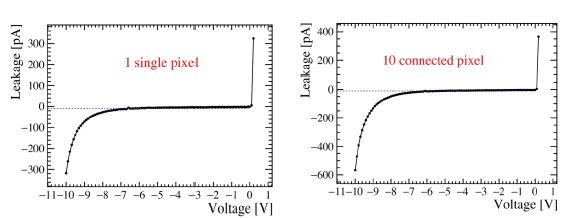 Leakage [pA]
300
200
100
0
−100
−200
−300
1 single pixel
−11 −10 −9 −8 −7 −6 −5 −4 −3 −2 −1 0 1
Voltage [V]
Leakage [pA]
400
200
0
−200
−400
−600
10 connected pixel
−11 −10 −9 −8 −7 −6 −5 −4 −3 −2 −1 0 1
Voltage [V]